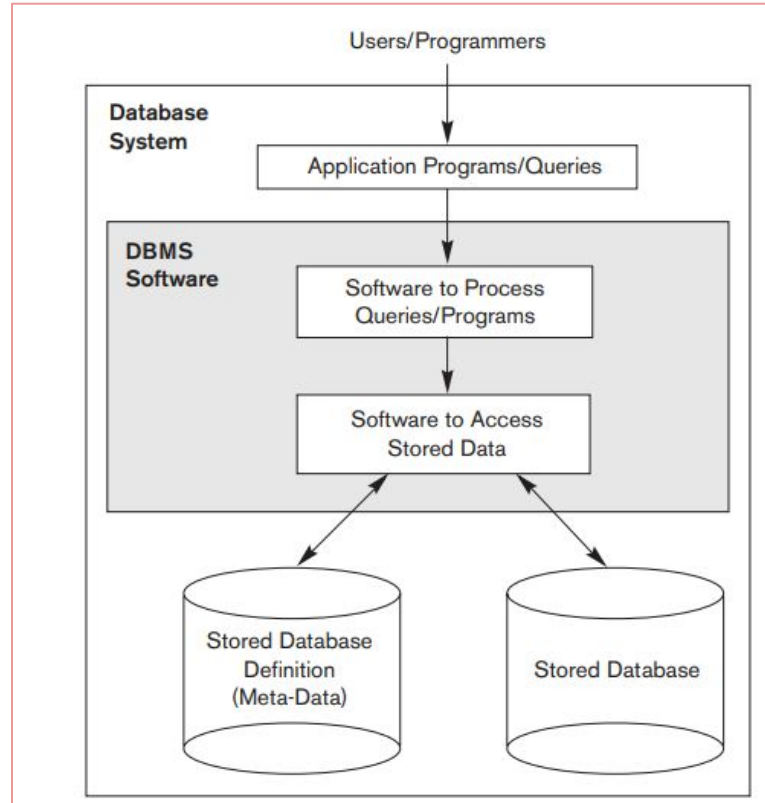 Users/Programmers
Database
System
Application Programs/Queries
DBMS
Software
Software to Process
Queries/Programs
Software to Access
Stored Data
Stored Database
Definition
(Meta-Data)
Stored Database